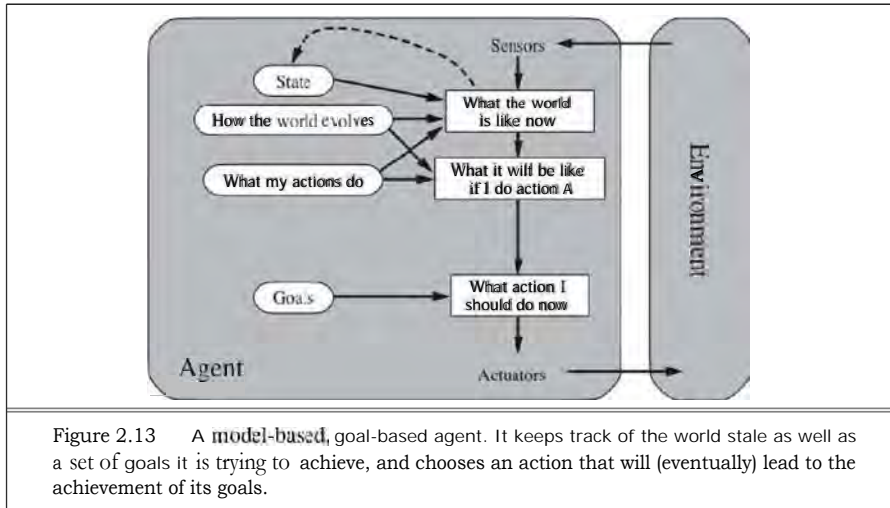 Sensors
State
What the world
is like now
How the world evolves
What it will be like
if I do action A
What my actions do
Environment
What action I
should do now
Goals
Agent
Actuators
Figure 2.13 A model-based, goal-based agent. It keeps track of the world stale as well as
a set of goals it is trying to achieve, and chooses an action that will (eventually) lead to the
achievement of its goals.